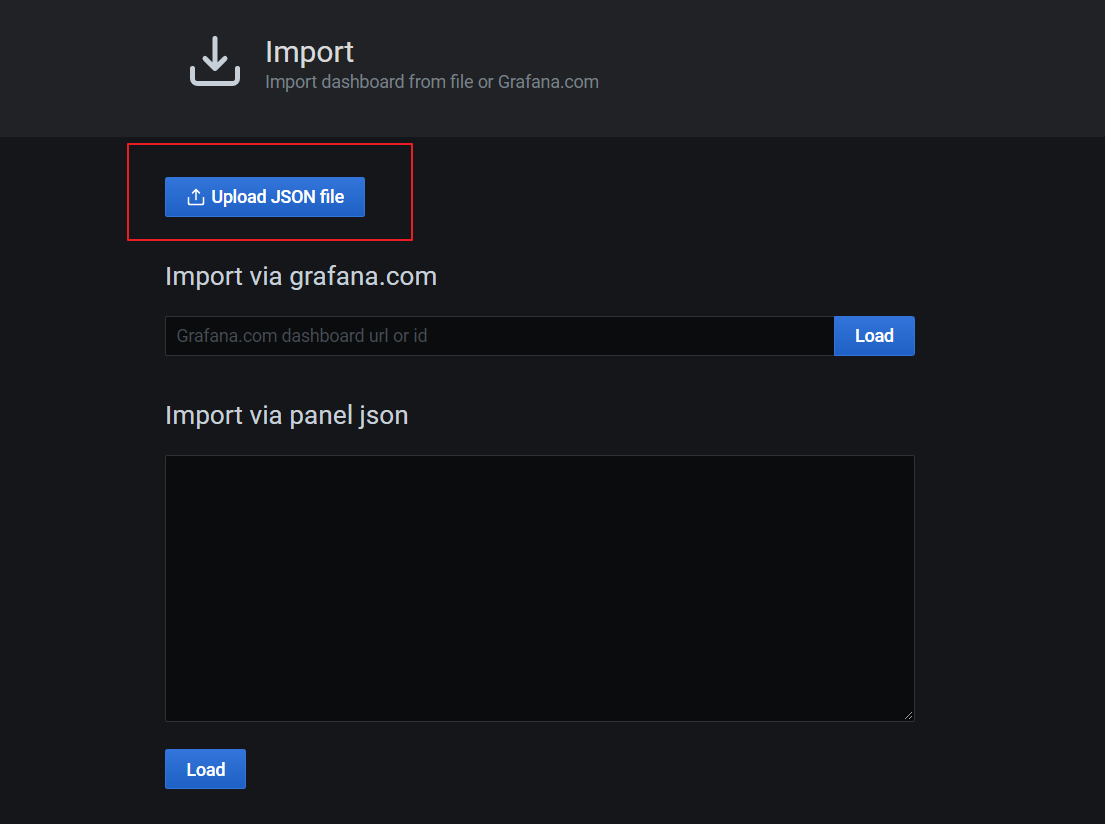 Import
Import dashboard from file or Grafana.com
Upload JSON file
Import via grafana.com
Grafana.com dashboard url or id
Load
Import via panel json
Load